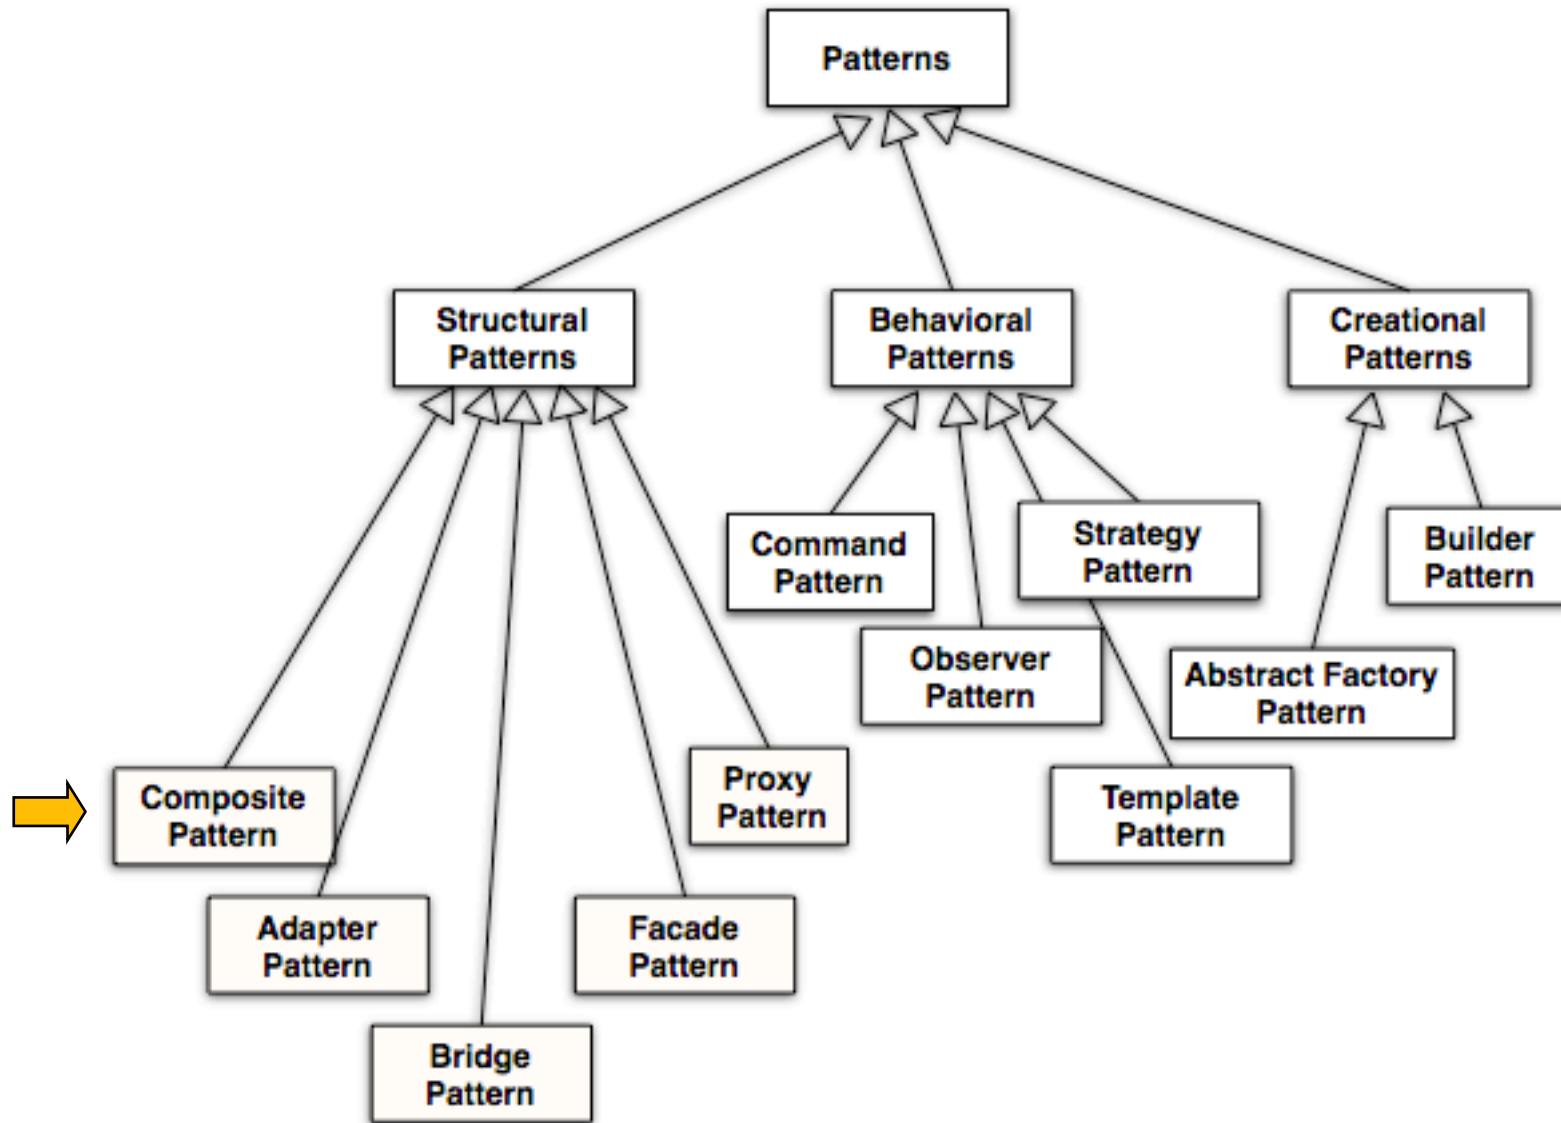 Patterns
Structural
Patterns
Behavioral
Patterns
Creational
Patterns
Command
Pattern
Strategy
Pattern
Builder
Pattern
Observer
Pattern
Abstract Factory
Pattern
Composite
Pattern
Proxy
Pattern
Template
Pattern
Adapter
Pattern
Facade
Pattern
Bridge
Pattern